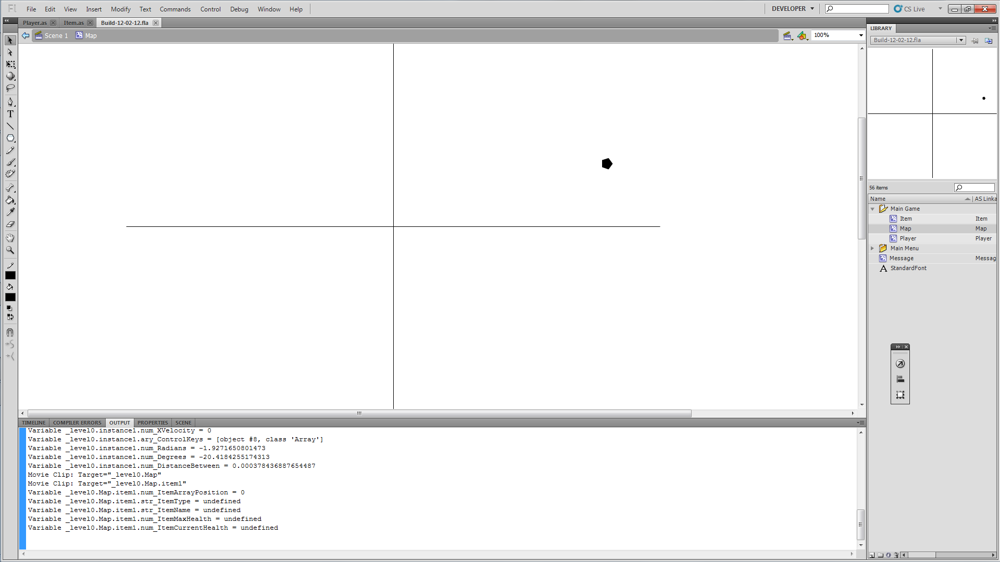 Fl File Edit View Insert Modify Text Commands Control Debug Window Help DEVELOPER CS Live
Player.as Item.as Build-12-02-12.fla
Scene 1 Map 100%
LIBRARY
Build-12-02-12.fla
56 items
Name AS Linka
Main Game
Item Item
Map Map
Player Player
Main Menu
Message Messag
StandardFont
TIMELINE COMPILER ERRORS OUTPUT PROPERTIES SCENE
Variable _level0.instance1.num_XVelocity = 0
Variable _level0.instance1.ary_ControlKeys = [object #8, class 'Array']
Variable _level0.instance1.num_Radians = -1.9271650801473
Variable _level0.instance1.num_Degrees = -20.4184255174313
Variable _level0.instance1.num_DistanceBetween = 0.000378436887654487
Movie Clip: Target="_level0.Map"
Movie Clip: Target="_level0.Map.item1"
Variable _level0.Map.item1.num_ItemArrayPosition = 0
Variable _level0.Map.item1.str_ItemType = undefined
Variable _level0.Map.item1.str_ItemName = undefined
Variable _level0.Map.item1.num_ItemMaxHealth = undefined
Variable _level0.Map.item1.num_ItemCurrentHealth = undefined